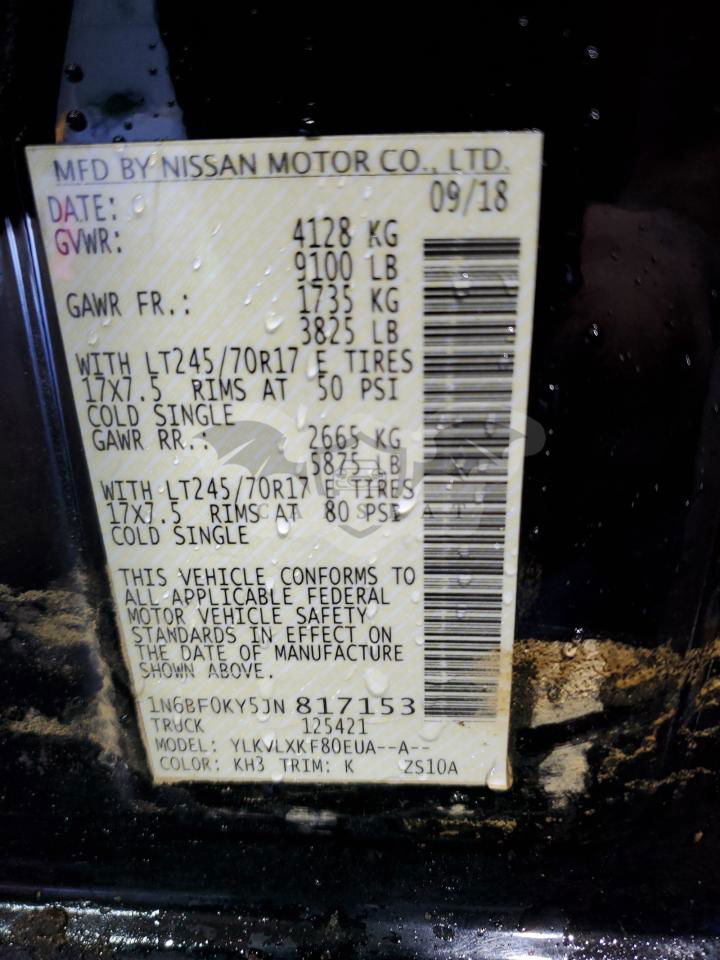 MFD BY NISSAN MOTOR CO., LTD.
DATE: 09/18
GVWR: 4128 KG
9100 LB
GAWR FR.: 1735 KG
3825 LB
WITH LT245/70R17 E TIRES
17X7.5 RIMS AT 50 PSI
COLD SINGLE
GAWR RR.: 2665 KG
5875 LB
WITH LT245/70R17 E TIRES
17X7.5 RIMS AT 80 PSI
COLD SINGLE
THIS VEHICLE CONFORMS TO
ALL APPLICABLE FEDERAL
MOTOR VEHICLE SAFETY
STANDARDS IN EFFECT ON
THE DATE OF MANUFACTURE
SHOWN ABOVE.
1N6BF0KY5JN 817153
TRUCK 125421
MODEL: YLKVLXKF80EUA--A--
COLOR: KH3 TRIM: K ZS10A